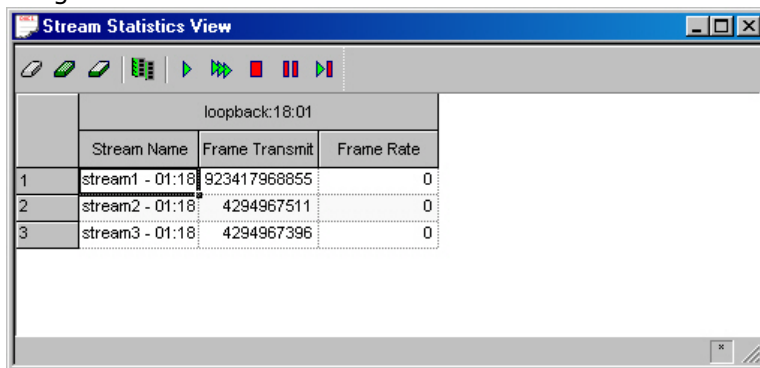 Stream Statistics View
loopback:18:01
Stream Name Frame Transmit Frame Rate
1 stream1 - 01:18 923417968855 0
2 stream2 - 01:18 4294967511 0
3 stream3 - 01:18 4294967396 0